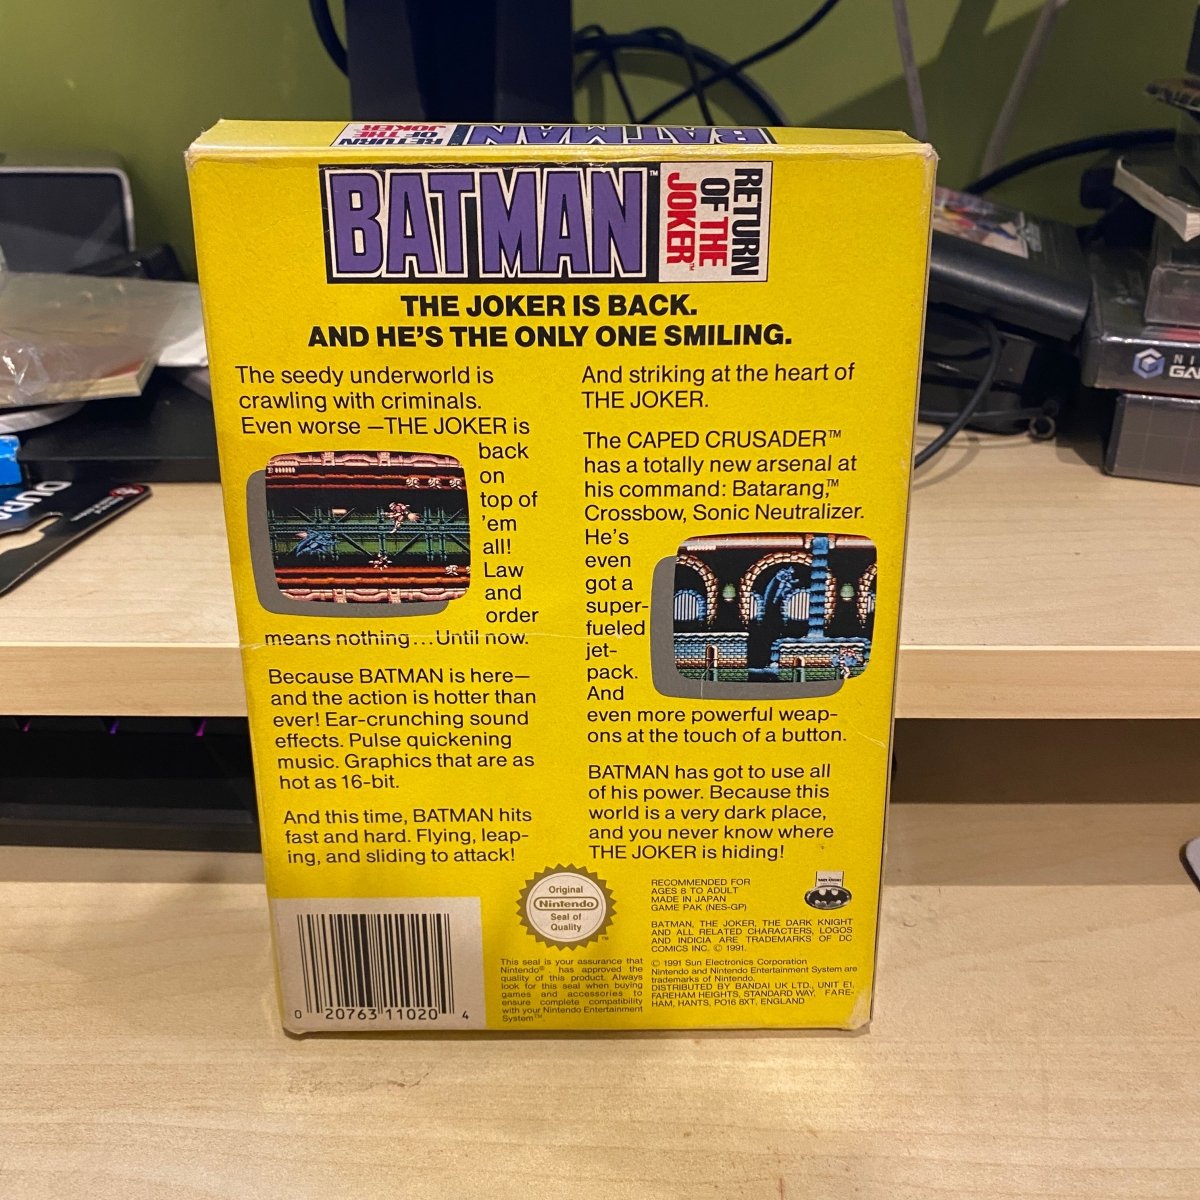 RETURN OF THE JOKER BATMAN
BATMAN™
RETURN
OF THE
JOKER™
THE JOKER IS BACK.
AND HE'S THE ONLY ONE SMILING.
The seedy underworld is
crawling with criminals.
Even worse —THE JOKER is
back
on
top of
'em
all!
Law
and
order
means nothing...Until now.
Because BATMAN is here—
and the action is hotter than
ever! Ear-crunching sound
effects. Pulse quickening
music. Graphics that are as
hot as 16-bit.
And this time, BATMAN hits
fast and hard. Flying, leap-
ing, and sliding to attack!
And striking at the heart of
THE JOKER.
The CAPED CRUSADER™
has a totally new arsenal at
his command: Batarang,™
Crossbow, Sonic Neutralizer.
He's
even
got a
super-
fueled
jet-
pack.
And
even more powerful weap-
ons at the touch of a button.
BATMAN has got to use all
of his power. Because this
world is a very dark place,
and you never know where
THE JOKER is hiding!
0 20763 11020 4
Original
Nintendo
Seal of
Quality
™
This seal is your assurance that
Nintendo® has approved the
quality of this product. Always
look for this seal when buying
games and accessories to
ensure complete compatibility
with your Nintendo Entertainment
System™
RECOMMENDED FOR
AGES 8 TO ADULT
MADE IN JAPAN
GAME PAK (NES-GP)
BATMAN, THE JOKER, THE DARK KNIGHT
AND ALL RELATED CHARACTERS, LOGOS
AND INDICIA ARE TRADEMARKS OF DC
COMICS INC. © 1991.
© 1991 Sun Electronics Corporation
Nintendo and Nintendo Entertainment System are
trademarks of Nintendo.
DISTRIBUTED BY BANDAI UK LTD., UNIT E1,
FAREHAM HEIGHTS, STANDARD WAY, FARE-
HAM, HANTS, PO16 8XT, ENGLAND
DURA
NI
GA